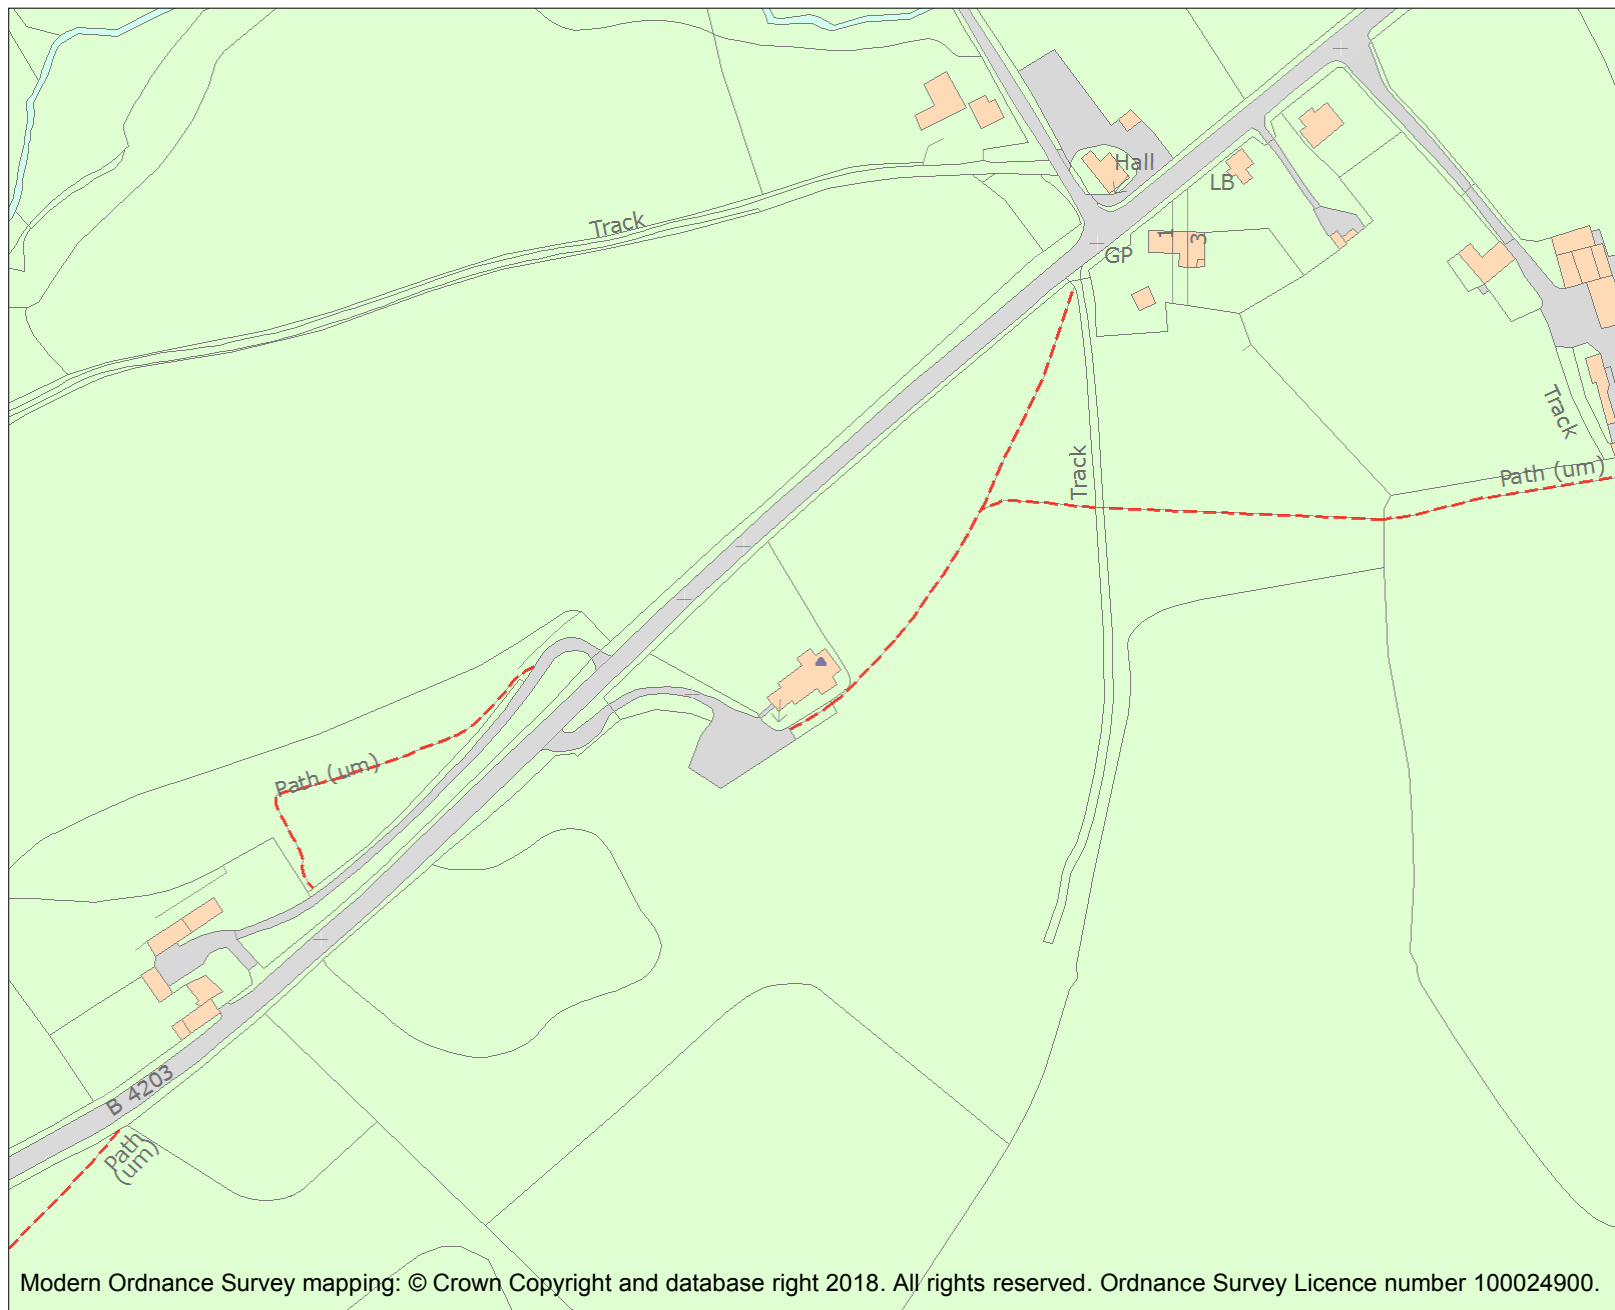 Hall
LB
Track
1
3
GP
Track
Track
Path (um)
Path (um)
B 4203
Path
(um)
Modern Ordnance Survey mapping: © Crown Copyright and database right 2018. All rights reserved. Ordnance Survey Licence number 100024900.